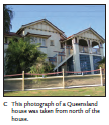 C This photograph of a Queensland
house was taken from north of the
house.